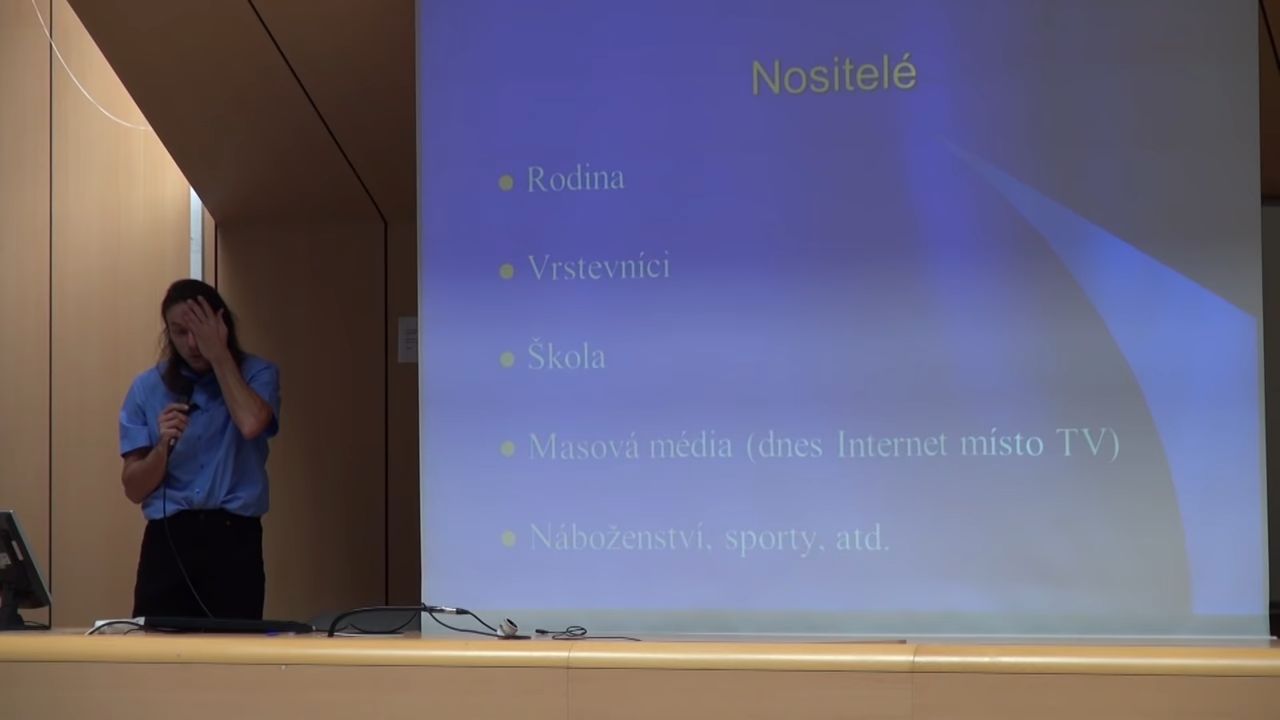 Nositelé
Rodina
Vrstevníci
Škola
Masová média (dnes Internet místo TV)
Náboženství, sporty, atd.